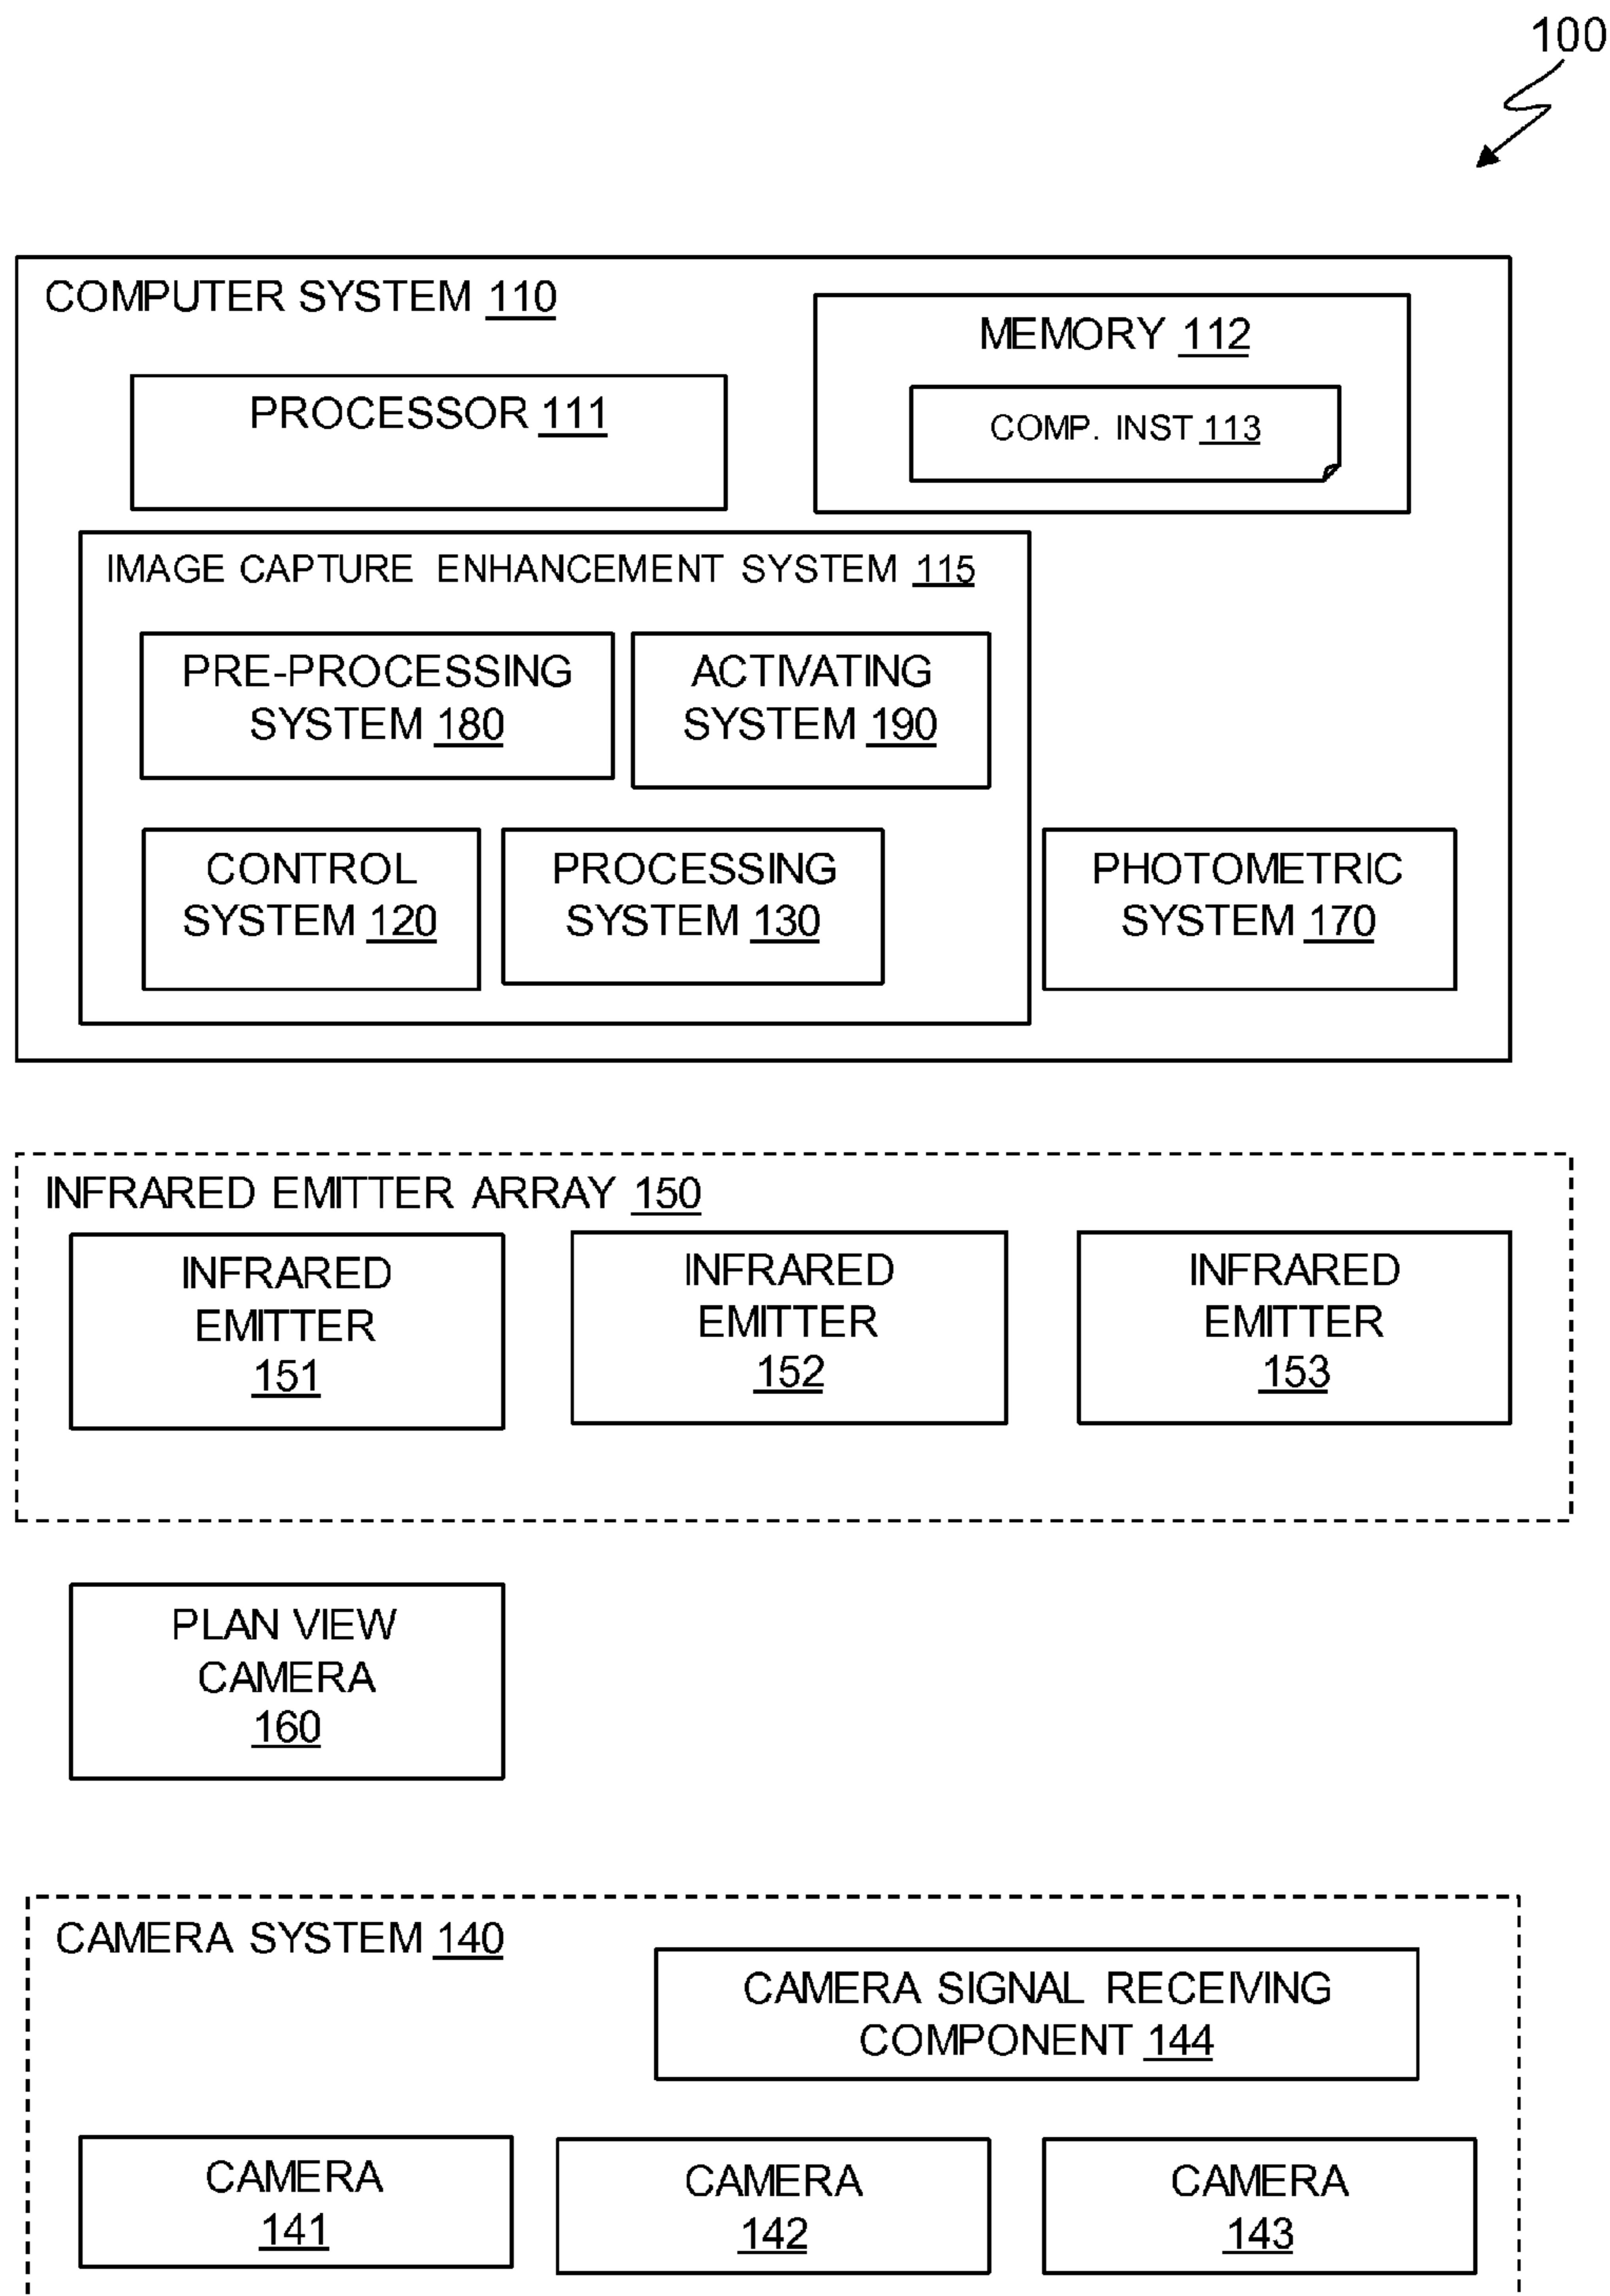 100
COMPUTER SYSTEM 110
MEMORY 112
PROCESSOR 111
COMP. INST 113
IMAGE CAPTURE ENHANCEMENT SYSTEM 115
PRE-PROCESSING
SYSTEM 180
ACTIVATING
SYSTEM 190
CONTROL
SYSTEM 120
PROCESSING
SYSTEM 130
PHOTOMETRIC
SYSTEM 170
INFRARED EMITTER ARRAY 150
INFRARED
EMITTER
151
INFRARED
EMITTER
152
INFRARED
EMITTER
153
PLAN VIEW
CAMERA
160
CAMERA SYSTEM 140
CAMERA SIGNAL RECEIVING
COMPONENT 144
CAMERA
141
CAMERA
142
CAMERA
143